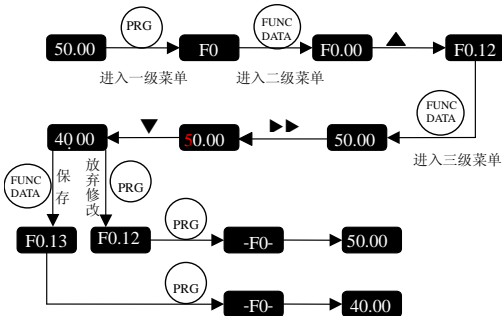 PRG
FUNC
DATA
50.00
F0
F0.00
F0.12
进入一级菜单
进入二级菜单
FUNC
DATA
进入三级菜单
40.00
50.00
50.00
FUNC
DATA
保存
放弃修改
PRG
F0.13
F0.12
PRG
-F0-
50.00
PRG
-F0-
40.00